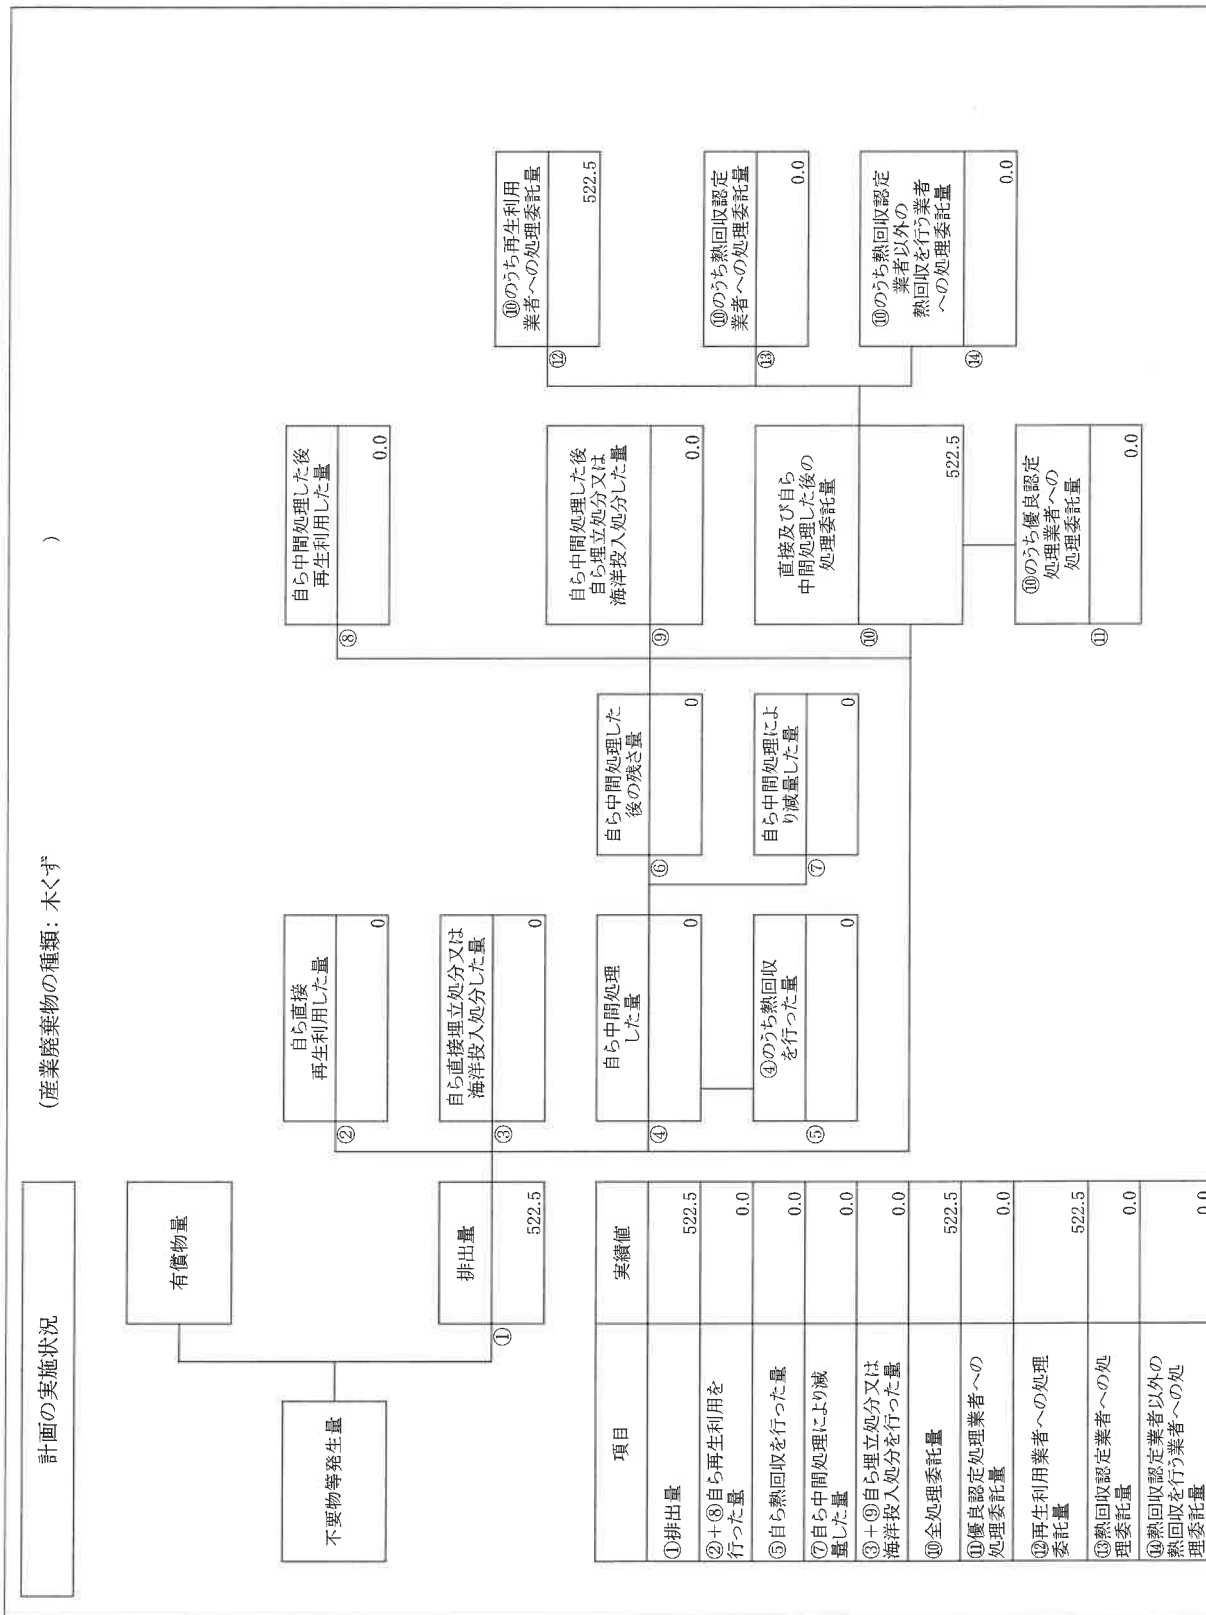 計画の実施状況
(産業廃棄物の種類: 木くず
)
不要物等発生量
有償物量
①
排出量
522.5
②
自ら直接
再生利用した量
0
③
自ら直接埋立処分又は
海洋投入処分した量
0
④
自ら中間処理
した量
0
⑤
④のうち熱回収
を行った量
0
⑥
自ら中間処理した
後の残さ量
0
⑦
自ら中間処理によ
り減量した量
0
⑧
自ら中間処理した後
再生利用した量
0.0
⑨
自ら中間処理した後
自ら埋立処分又は
海洋投入処分した量
0.0
⑩
直接及び自ら
中間処理した後の
処理委託量
522.5
⑪
⑩のうち優良認定
処理業者への
処理委託量
0.0
⑫
⑩のうち再生利用
業者への処理委託量
522.5
⑬
⑩のうち熱回収認定
業者への処理委託量
0.0
⑭
⑩のうち熱回収認定
業者以外の
熱回収を行う業者
への処理委託量
0.0
項目
実績値
①排出量
522.5
②+⑧自ら再生利用を
行った量
0.0
⑤自ら熱回収を行った量
0.0
⑦自ら中間処理により減
量した量
0.0
③+⑨自ら埋立処分又は
海洋投入処分を行った量
0.0
⑩全処理委託量
522.5
⑪優良認定処理業者への
処理委託量
0.0
⑫再生利用業者への処理
委託量
522.5
⑬熱回収認定業者への処
理委託量
0.0
⑭熱回収認定業者以外の
熱回収を行う業者への処
理委託量
0.0